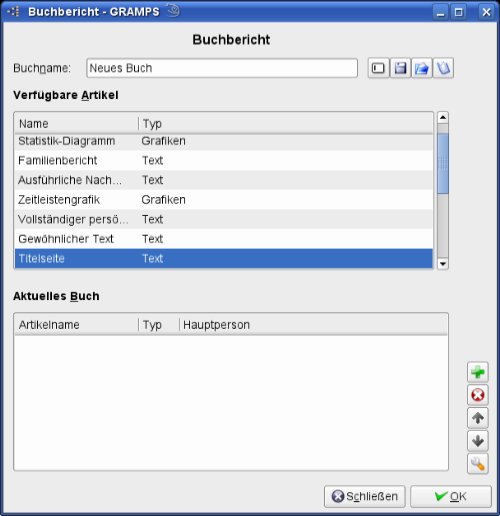 Buchbericht - GRAMPS
Buchbericht
Buchname: Neues Buch
Verfügbare Artikel
Name Typ
Statistik-Diagramm Grafiken
Familienbericht Text
Ausführliche Nach... Text
Zeitleistengrafik Grafiken
Vollständiger persö... Text
Gewöhnlicher Text Text
Titelseite Text
Aktuelles Buch
Artikelname Typ Hauptperson
Schließen OK